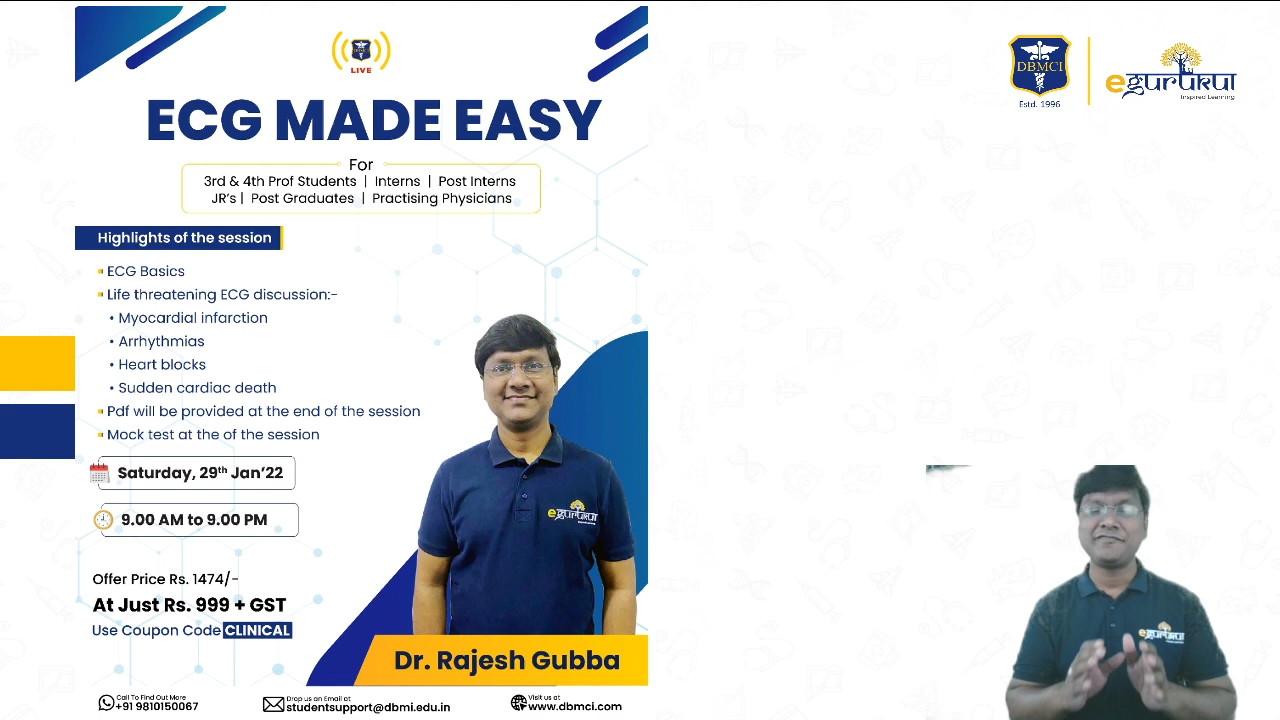 LIVE
ECG MADE EASY
For
3rd & 4th Prof Students | Interns | Post Interns
JR's | Post Graduates | Practising Physicians
Highlights of the session
ECG Basics
Life threatening ECG discussion:-
• Myocardial infarction
• Arrhythmias
• Heart blocks
• Sudden cardiac death
Pdf will be provided at the end of the session
Mock test at the of the session
Saturday, 29th Jan'22
9.00 AM to 9.00 PM
Offer Price Rs. 1474/-
At Just Rs. 999 + GST
Use Coupon Code CLINICAL
egurukul
Dr. Rajesh Gubba
Call To Find Out More
+91 9810150067
Drop us an Email at
studentsupport@dbmi.edu.in
Visit us at
www.dbmci.com
DBMCI
Estd. 1996
egurukul
Inspired Learning
egurukul